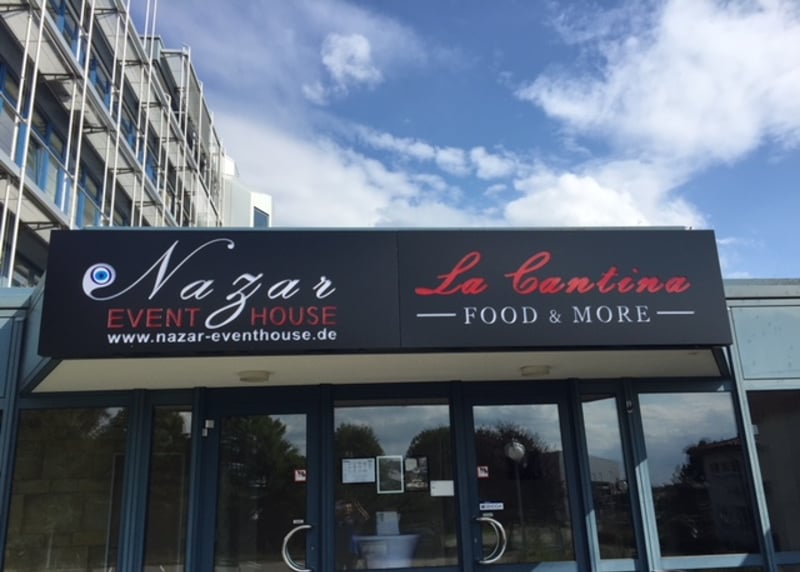 Nazar
EVENT HOUSE
www.nazar-eventhouse.de
La Cantina
FOOD & MORE